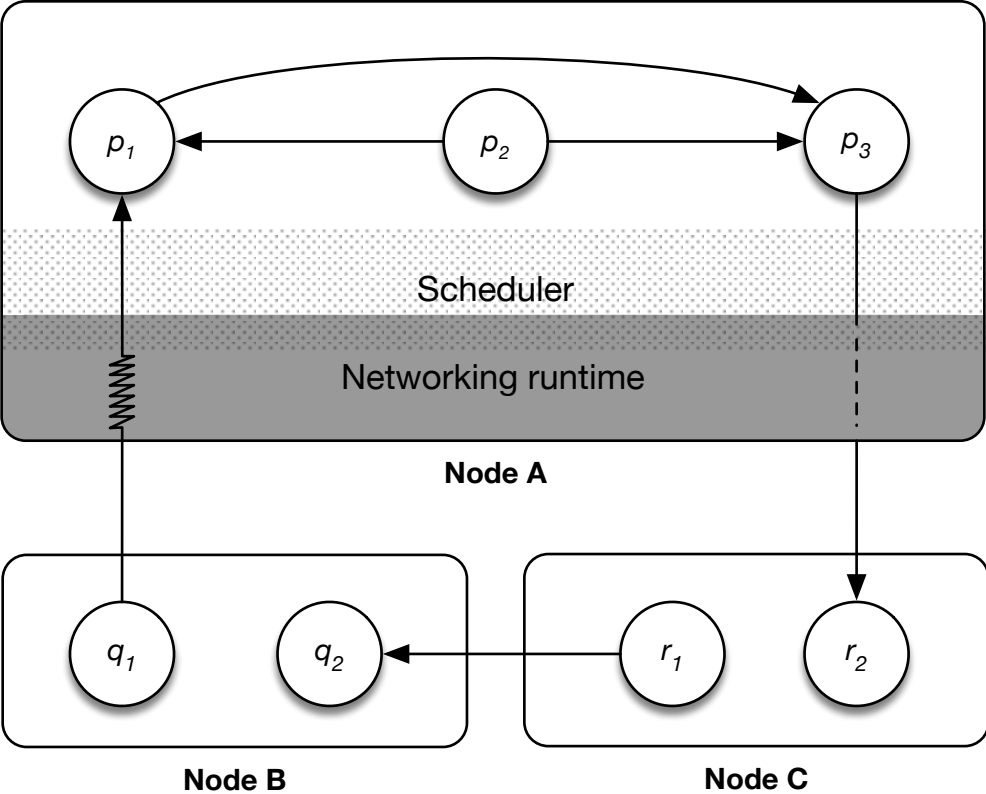 p1
p2
p3
Scheduler
Networking runtime
Node A
q1
q2
r1
r2
Node B
Node C